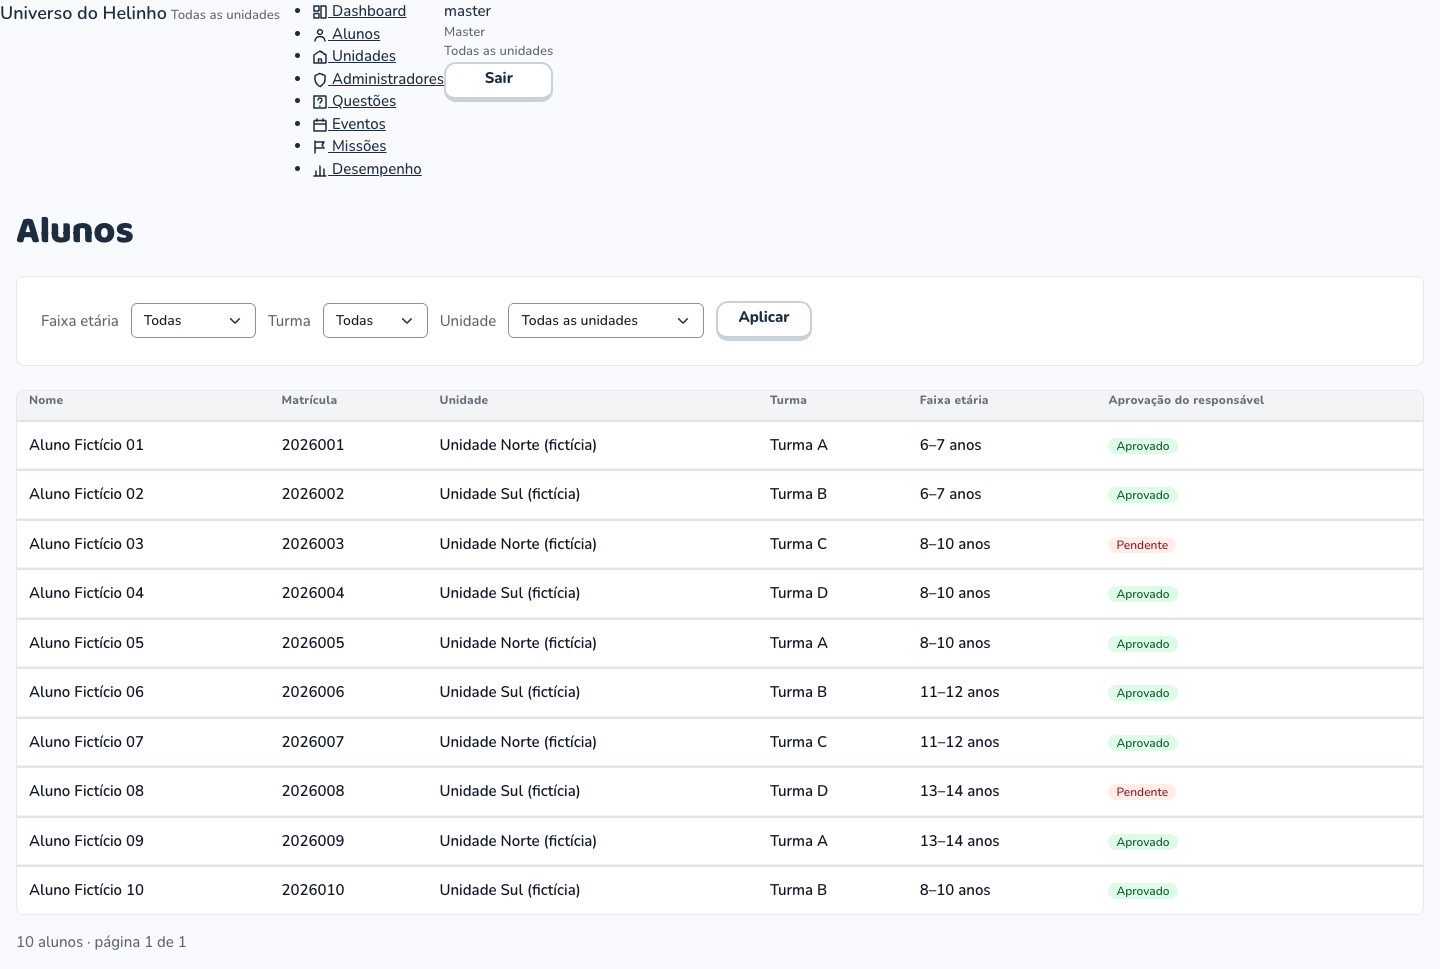 Universo do Helinho Todas as unidades
Dashboard
Alunos
Unidades
Administradores
Questões
Eventos
Missões
Desempenho
master
Master
Todas as unidades
Sair
Alunos
Faixa etária Todas Turma Todas Unidade Todas as unidades Aplicar
Nome Matrícula Unidade Turma Faixa etária Aprovação do responsável
Aluno Fictício 01 2026001 Unidade Norte (fictícia) Turma A 6–7 anos Aprovado
Aluno Fictício 02 2026002 Unidade Sul (fictícia) Turma B 6–7 anos Aprovado
Aluno Fictício 03 2026003 Unidade Norte (fictícia) Turma C 8–10 anos Pendente
Aluno Fictício 04 2026004 Unidade Sul (fictícia) Turma D 8–10 anos Aprovado
Aluno Fictício 05 2026005 Unidade Norte (fictícia) Turma A 8–10 anos Aprovado
Aluno Fictício 06 2026006 Unidade Sul (fictícia) Turma B 11–12 anos Aprovado
Aluno Fictício 07 2026007 Unidade Norte (fictícia) Turma C 11–12 anos Aprovado
Aluno Fictício 08 2026008 Unidade Sul (fictícia) Turma D 13–14 anos Pendente
Aluno Fictício 09 2026009 Unidade Norte (fictícia) Turma A 13–14 anos Aprovado
Aluno Fictício 10 2026010 Unidade Sul (fictícia) Turma B 8–10 anos Aprovado
10 alunos · página 1 de 1